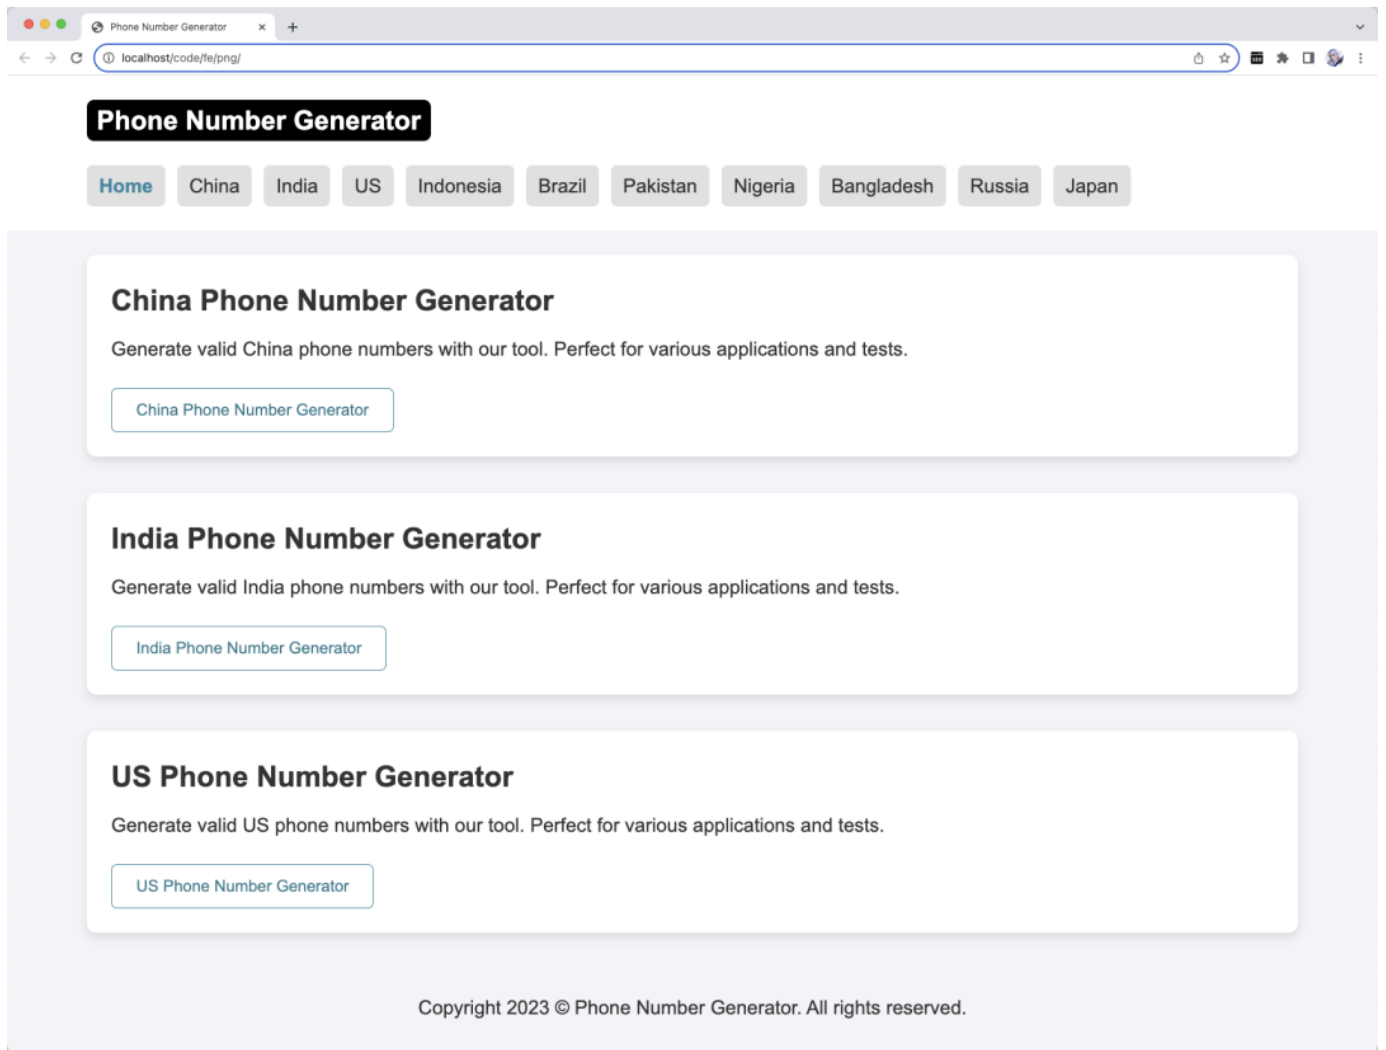 Phone Number Generator
localhost/code/fe/png/
Phone Number Generator
Home China India US Indonesia Brazil Pakistan Nigeria Bangladesh Russia Japan
China Phone Number Generator
Generate valid China phone numbers with our tool. Perfect for various applications and tests.
China Phone Number Generator
India Phone Number Generator
Generate valid India phone numbers with our tool. Perfect for various applications and tests.
India Phone Number Generator
US Phone Number Generator
Generate valid US phone numbers with our tool. Perfect for various applications and tests.
US Phone Number Generator
Copyright 2023 © Phone Number Generator. All rights reserved.